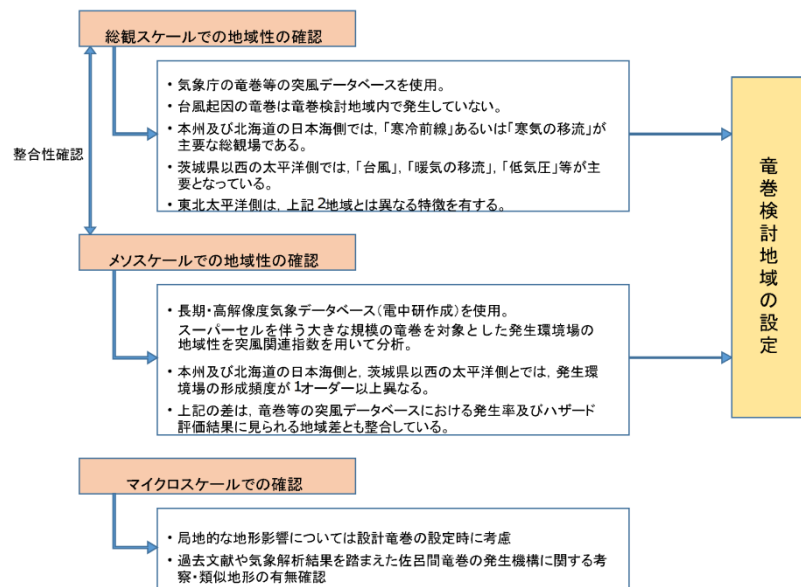 総観スケールでの地域性の確認
・気象庁の竜巻等の突風データベースを使用。
・台風起因の竜巻は竜巻検討地域内で発生していない。
・本州及び北海道の日本海側では,「寒冷前線」あるいは「寒気の移流」が
主要な総観場である。
・茨城県以西の太平洋側では,「台風」,「暖気の移流」,「低気圧」等が主
要となっている。
・東北太平洋側は,上記2地域とは異なる特徴を有する。
整合性確認
メソスケールでの地域性の確認
・長期・高解像度気象データベース(電中研作成)を使用。
スーパーセルを伴う大きな規模の竜巻を対象とした発生環境場の
地域性を突風関連指数を用いて分析。
・本州及び北海道の日本海側と,茨城県以西の太平洋側とでは,発生環
境場の形成頻度が1オーダー以上異なる。
・上記の差は,竜巻等の突風データベースにおける発生率及びハザード
評価結果に見られる地域差とも整合している。
マイクロスケールでの確認
・局地的な地形影響については設計竜巻の設定時に考慮
・過去文献や気象解析結果を踏まえた佐呂間竜巻の発生機構に関する考
察・類似地形の有無確認
竜巻検討地域の設定